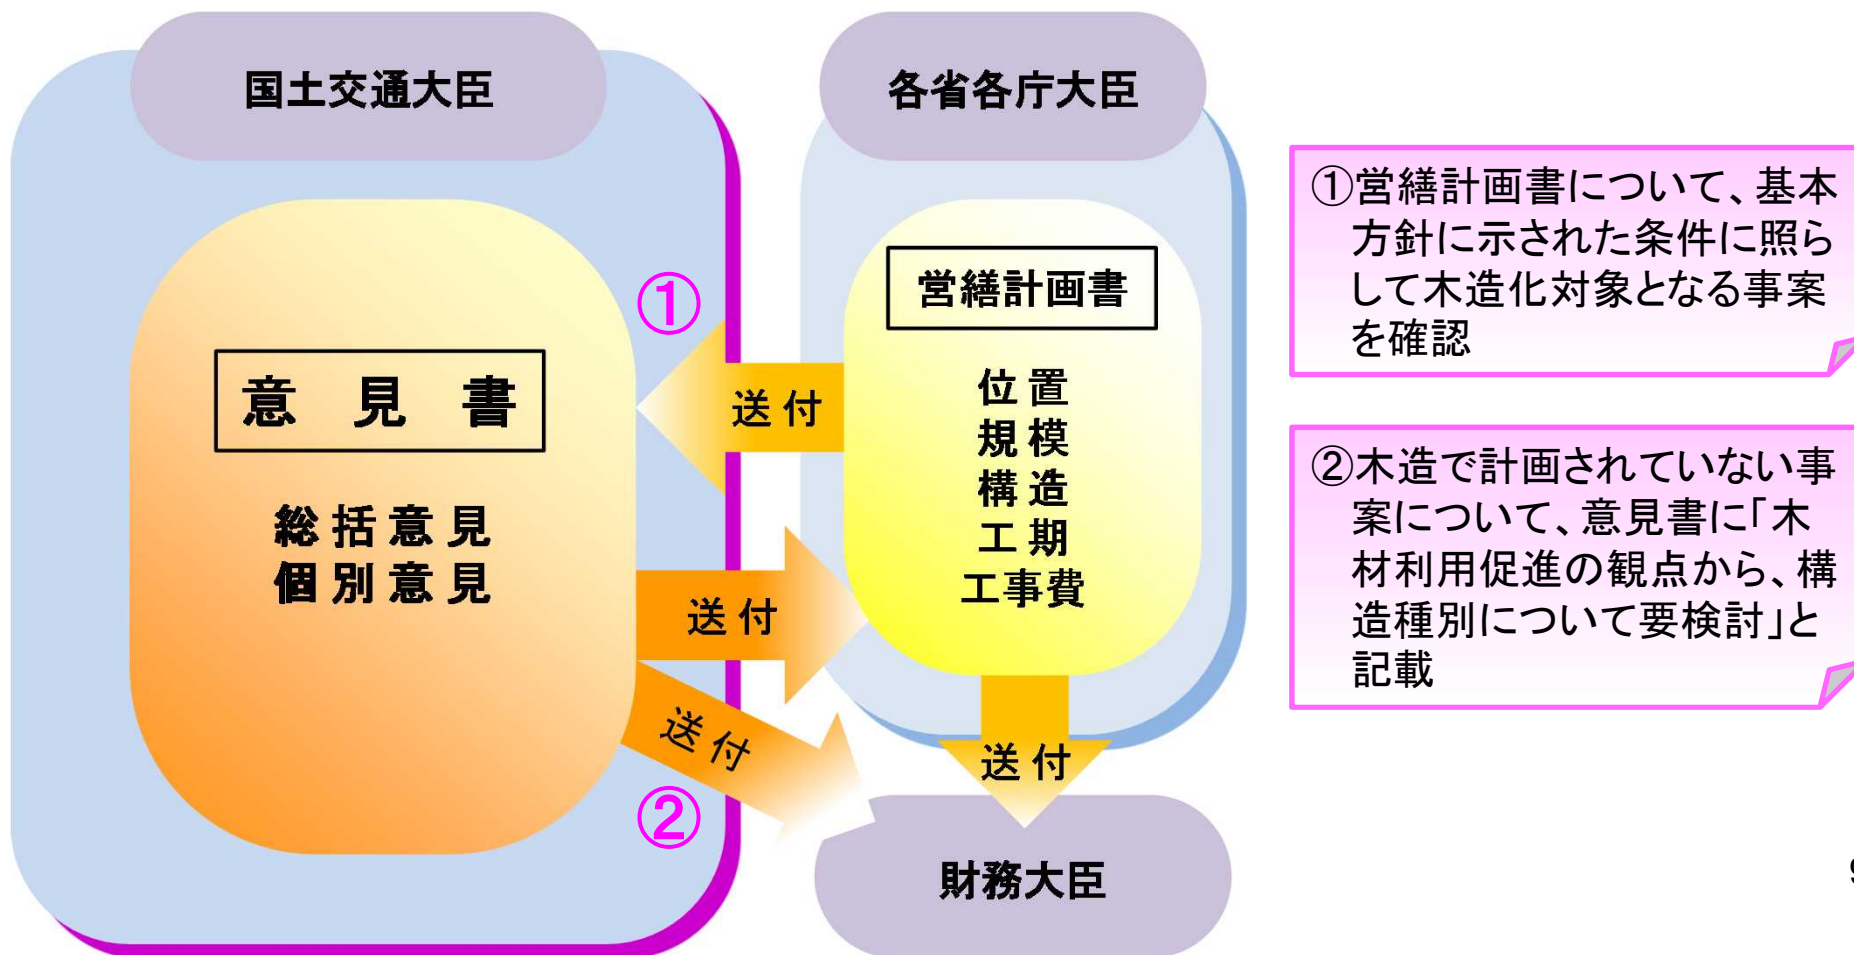 国土交通大臣
各省各庁大臣
①
意見書
総括意見
個別意見
営繕計画書
位置
規模
構造
工期
工事費
送付
送付
送付
②
送付
財務大臣
①営繕計画書について、基本
方針に示された条件に照ら
して木造化対象となる事案
を確認
②木造で計画されていない事
案について、意見書に「木
材利用促進の観点から、構
造種別について要検討」と
記載